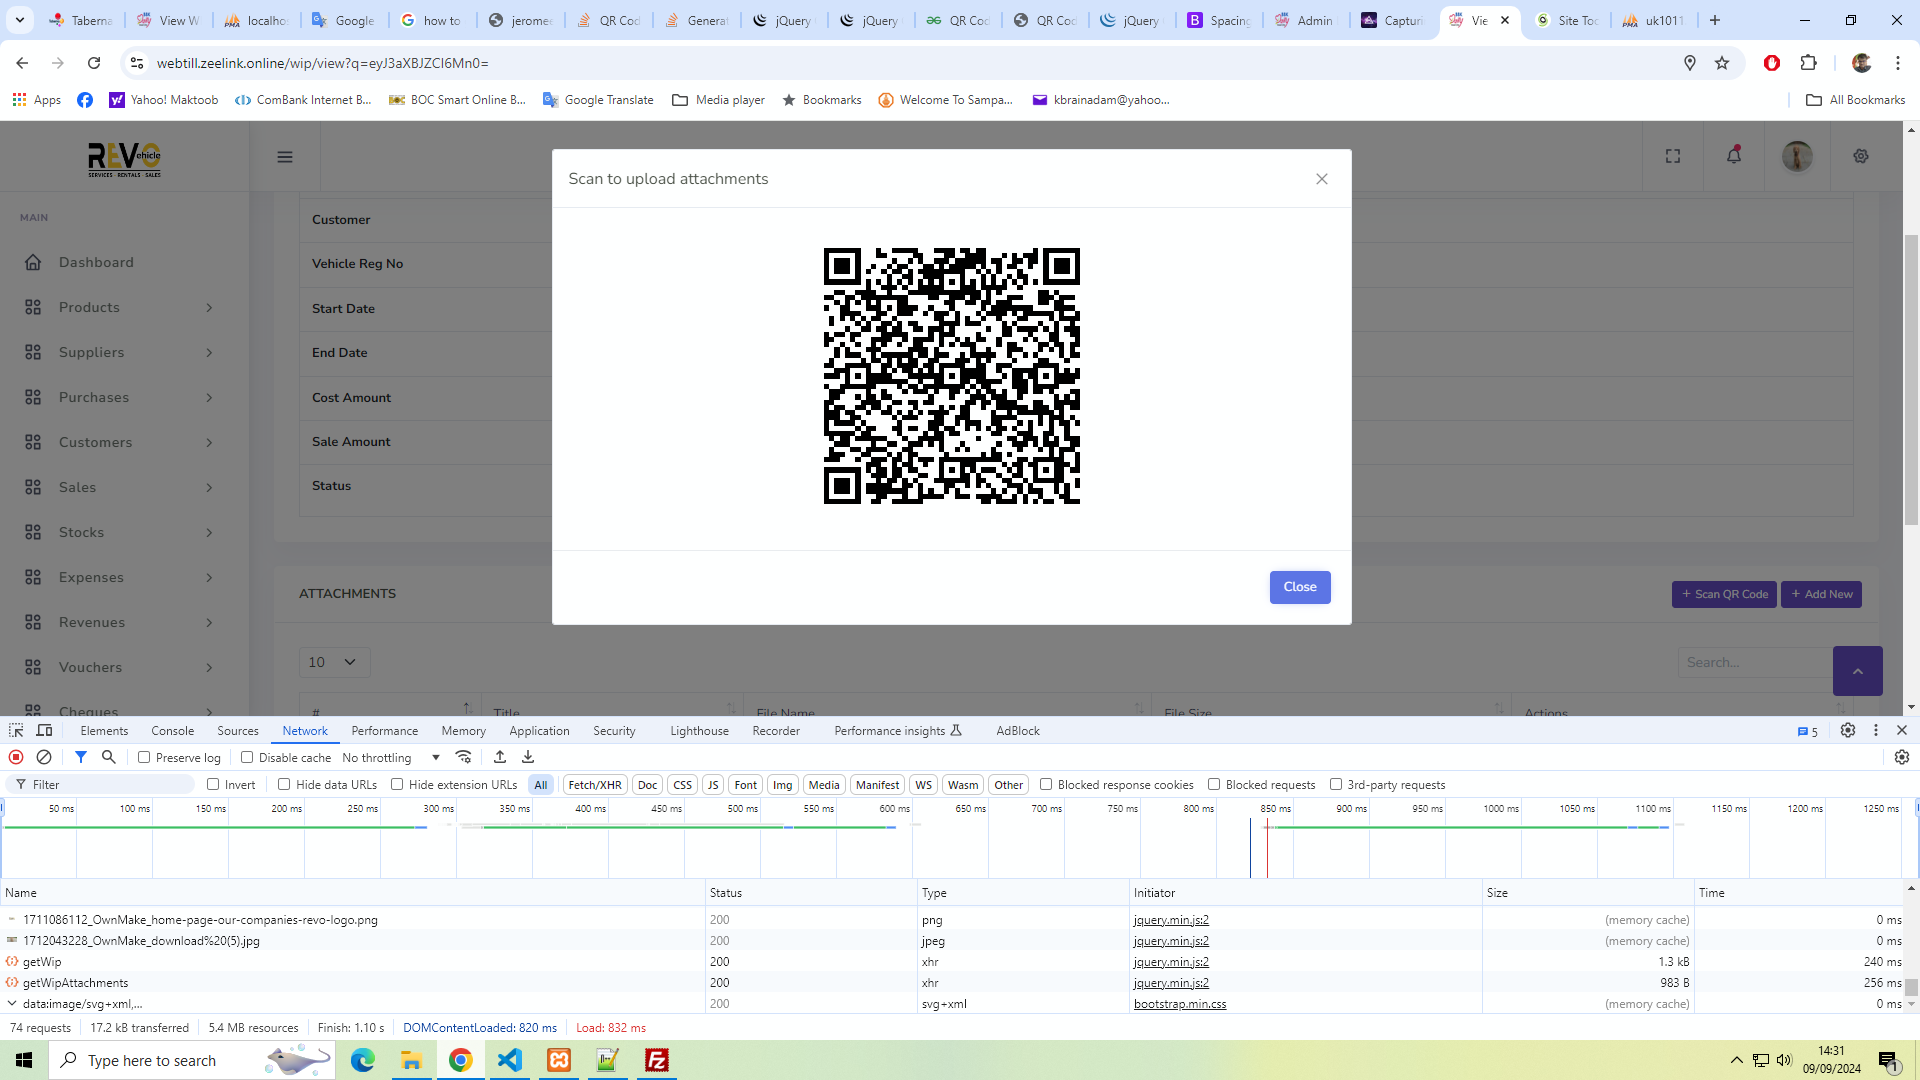 Taberna
View W
localhos
Google
how to
jerome
QR Cod
Generat
jQuery
jQuery
QR Cod
QR Cod
jQuery
Spacing
Admin
Capturi
Vie
Site Too
uk1011
webtill.zeelink.online/wip/view?q=eyJ3aXBJZCI6Mn0=
Apps
Yahoo! Maktoob
ComBank Internet B...
BOC Smart Online B...
Google Translate
Media player
Bookmarks
Welcome To Sampa...
kbrainadam@yahoo...
All Bookmarks
REVO
Vehicle
SERVICES · RENTALS · SALES
Scan to upload attachments
MAIN
Dashboard
Products
Suppliers
Purchases
Customers
Sales
Stocks
Expenses
Revenues
Vouchers
Cheques
Customer
Vehicle Reg No
Start Date
End Date
Cost Amount
Sale Amount
Status
Close
ATTACHMENTS
+ Scan QR Code
+ Add New
10
Search...
# Title File Name File Size Actions
Elements Console Sources Network Performance Memory Application Security Lighthouse Recorder Performance insights AdBlock 5
Preserve log Disable cache No throttling
Filter Invert Hide data URLs Hide extension URLs All Fetch/XHR Doc CSS JS Font Img Media Manifest WS Wasm Other Blocked response cookies Blocked requests 3rd-party requests
50 ms 100 ms 150 ms 200 ms 250 ms 300 ms 350 ms 400 ms 450 ms 500 ms 550 ms 600 ms 650 ms 700 ms 750 ms 800 ms 850 ms 900 ms 950 ms 1000 ms 1050 ms 1100 ms 1150 ms 1200 ms 1250 ms
Name Status Type Initiator Size Time
1711086112_OwnMake_home-page-our-companies-revo-logo.png 200 png jquery.min.js:2 (memory cache) 0 ms
1712043228_OwnMake_download%20(5).jpg 200 jpeg jquery.min.js:2 (memory cache) 0 ms
getWip 200 xhr jquery.min.js:2 1.3 kB 240 ms
getWipAttachments 200 xhr jquery.min.js:2 983 B 256 ms
data:image/svg+xml,... 200 svg+xml bootstrap.min.css (memory cache) 0 ms
74 requests 17.2 kB transferred 5.4 MB resources Finish: 1.10 s DOMContentLoaded: 820 ms Load: 832 ms
Type here to search
14:31
09/09/2024
1